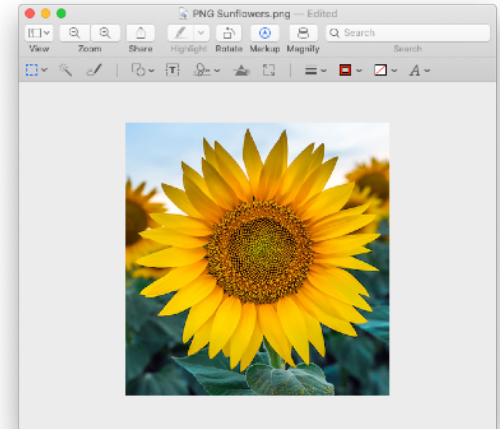 PNG Sunflowers.png — Edited
Search
View Zoom Share Highlight Rotate Markup Magnify Search
T A